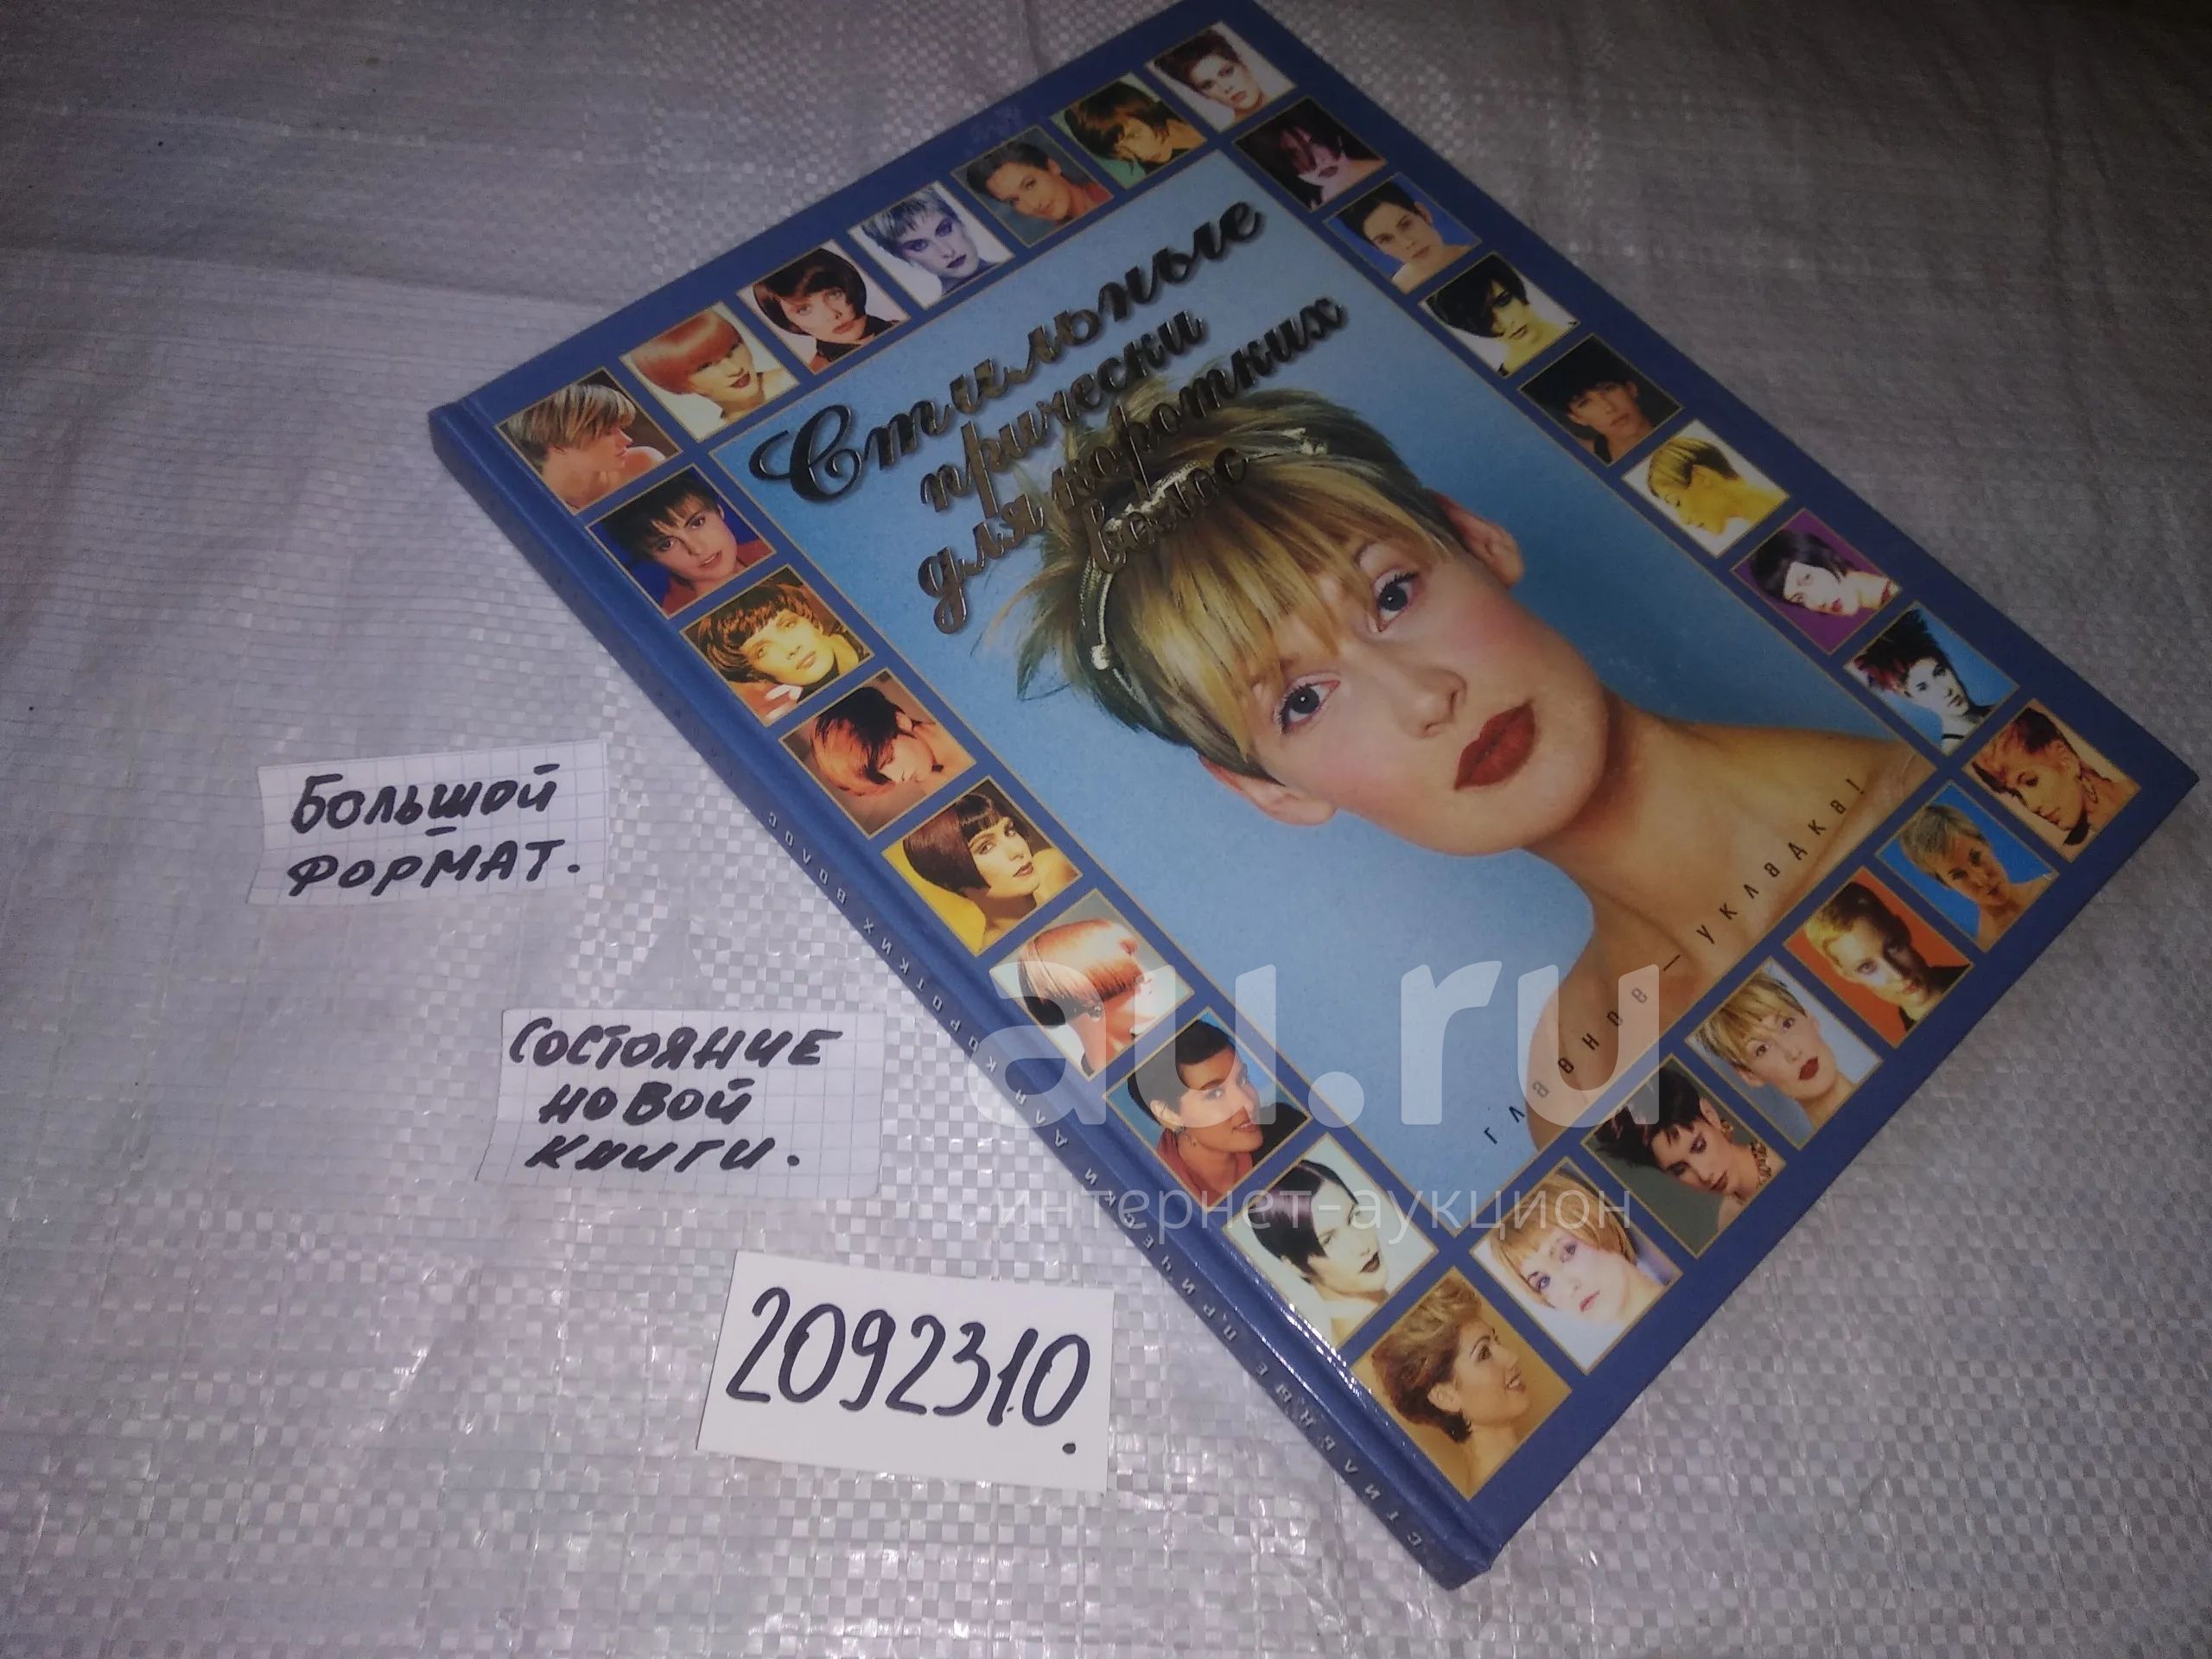 Стильные
прически
для коротких
волос
Главное – укладка!
СТИЛЬНЫЕ ПРИЧЕСКИ ДЛЯ КОРОТКИХ ВОЛОС
БОЛЬШОЙ
ФОРМАТ.
СОСТОЯНИЕ
НОВОЙ
КНИГИ.
2092310.
au.ru
интернет-аукцион